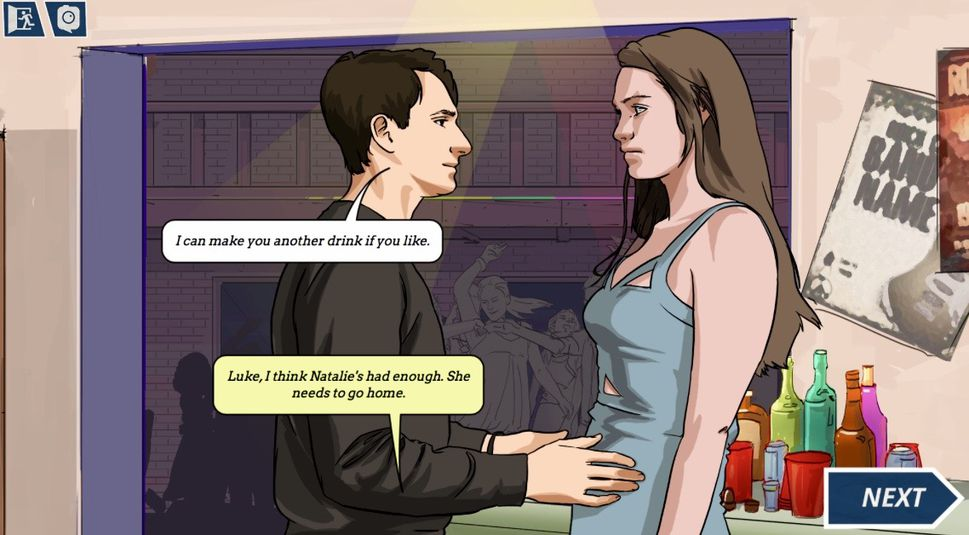 BAND
NAME
I can make you another drink if you like.
Luke, I think Natalie's had enough. She
needs to go home.
NEXT